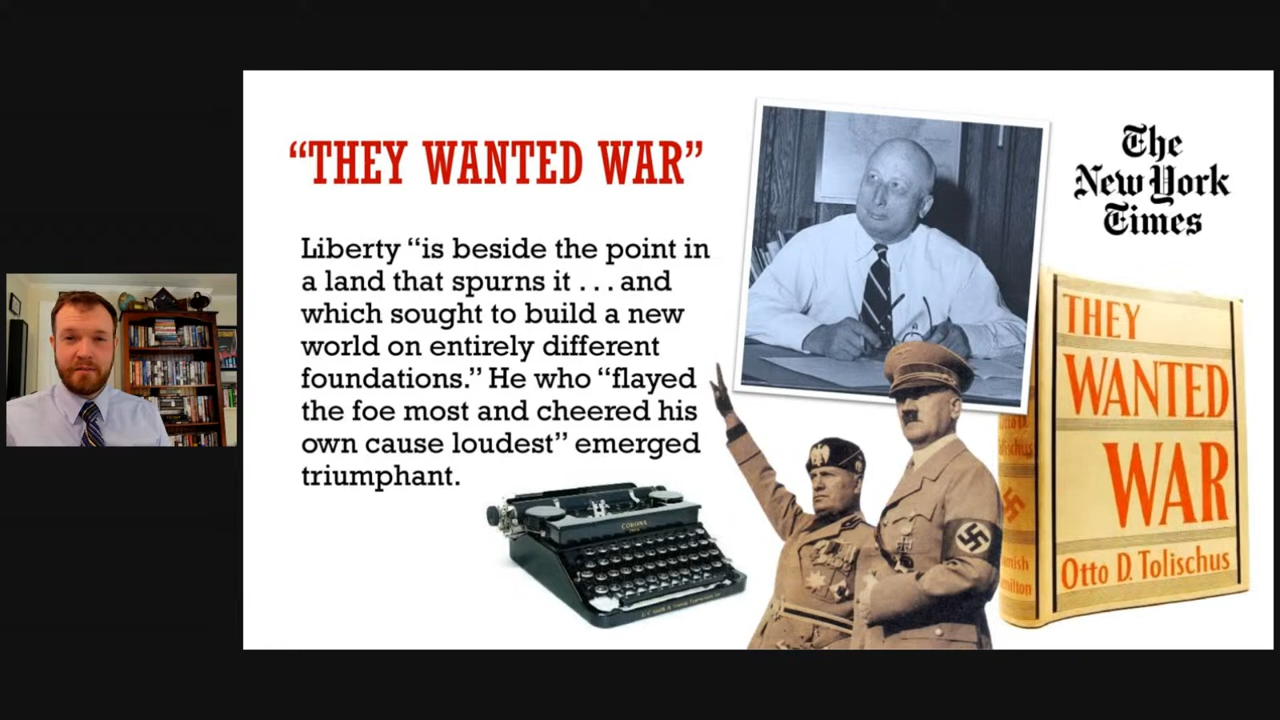 “THEY WANTED WAR”
Liberty “is beside the point in
a land that spurns it . . . and
which sought to build a new
world on entirely different
foundations.” He who “flayed
the foe most and cheered his
own cause loudest” emerged
triumphant.
The
New York
Times
THEY
WANTED
WAR
Otto D. Tolischus
Otto D.
Tolischus
CORONA